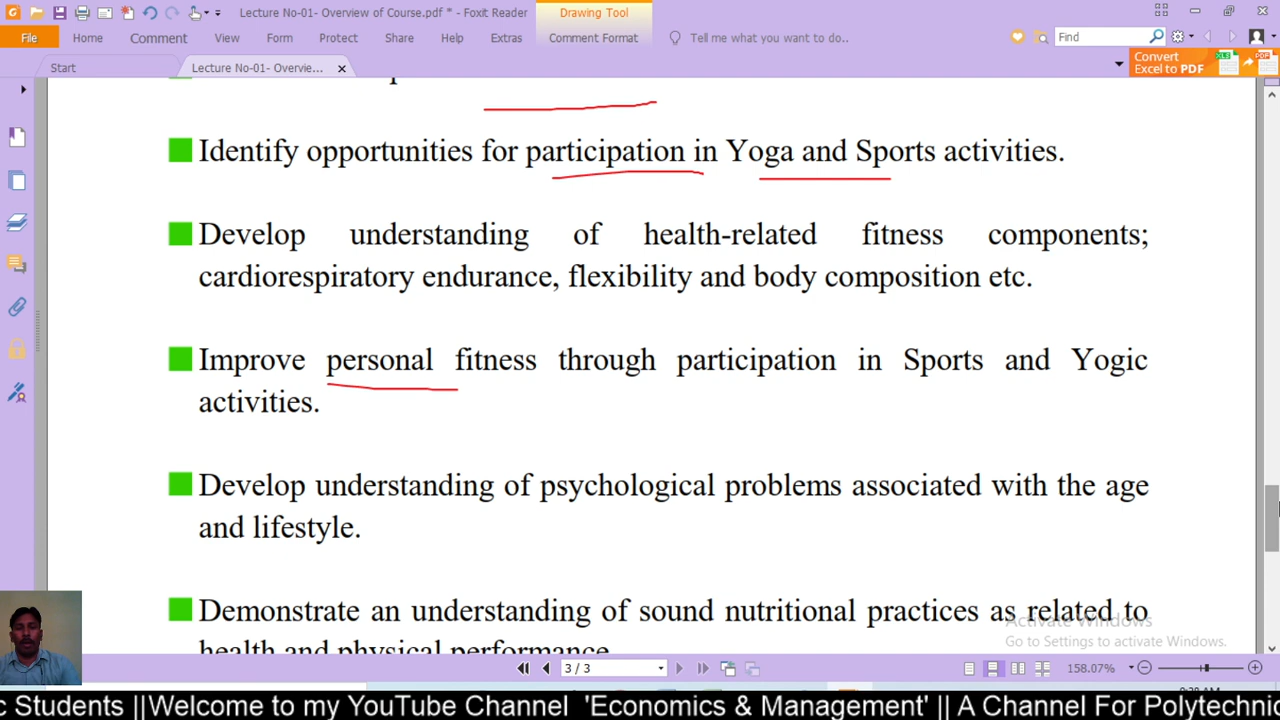 Lecture No-01- Overview of Course.pdf * - Foxit Reader
Drawing Tool
File Home Comment View Form Protect Share Help Extras Comment Format Tell me what you want to do.. Find
Start Lecture No-01- Overvie...
Convert
Excel to PDF
Identify opportunities for participation in Yoga and Sports activities.
Develop understanding of health-related fitness components;
cardiorespiratory endurance, flexibility and body composition etc.
Improve personal fitness through participation in Sports and Yogic
activities.
Develop understanding of psychological problems associated with the age
and lifestyle.
Demonstrate an understanding of sound nutritional practices as related to
health and physical performance.
Activate Windows
Go to Settings to activate Windows.
3 / 3
158.07%
c Students ||Welcome to my YouTube Channel 'Economics & Management' || A Channel For Polytechnic